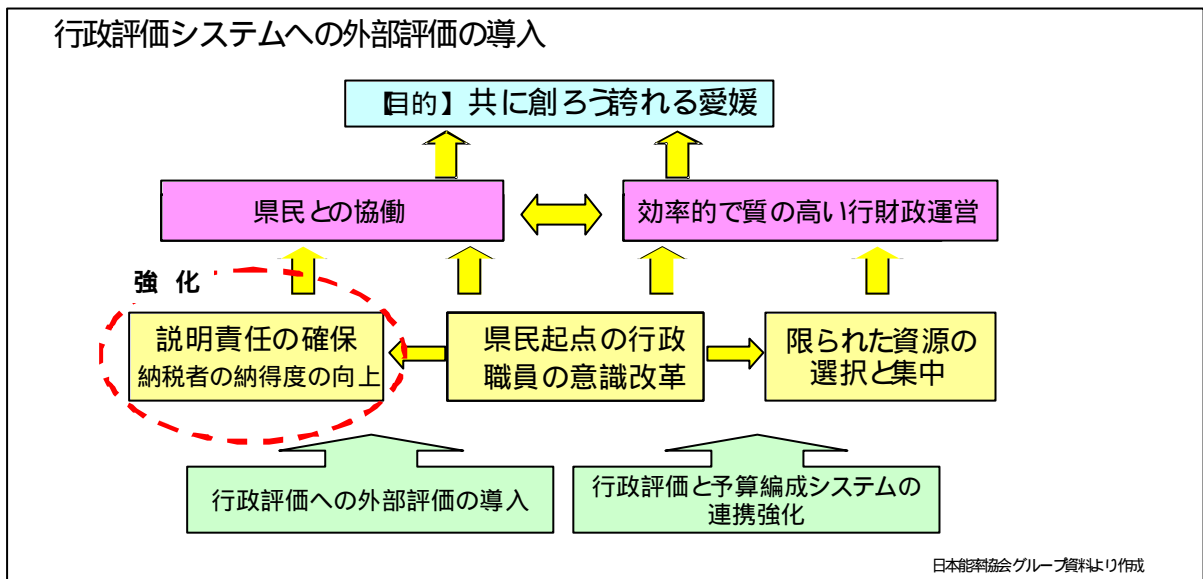 行政評価システムへの外部評価の導入
【目的】共に創ろう誇れる愛媛
県民との協働
効率的で質の高い行財政運営
強 化
説明責任の確保
納税者の納得度の向上
県民起点の行政
職員の意識改革
限られた資源の
選択と集中
行政評価への外部評価の導入
行政評価と予算編成システムの
連携強化
日本能率協会グループ資料より作成